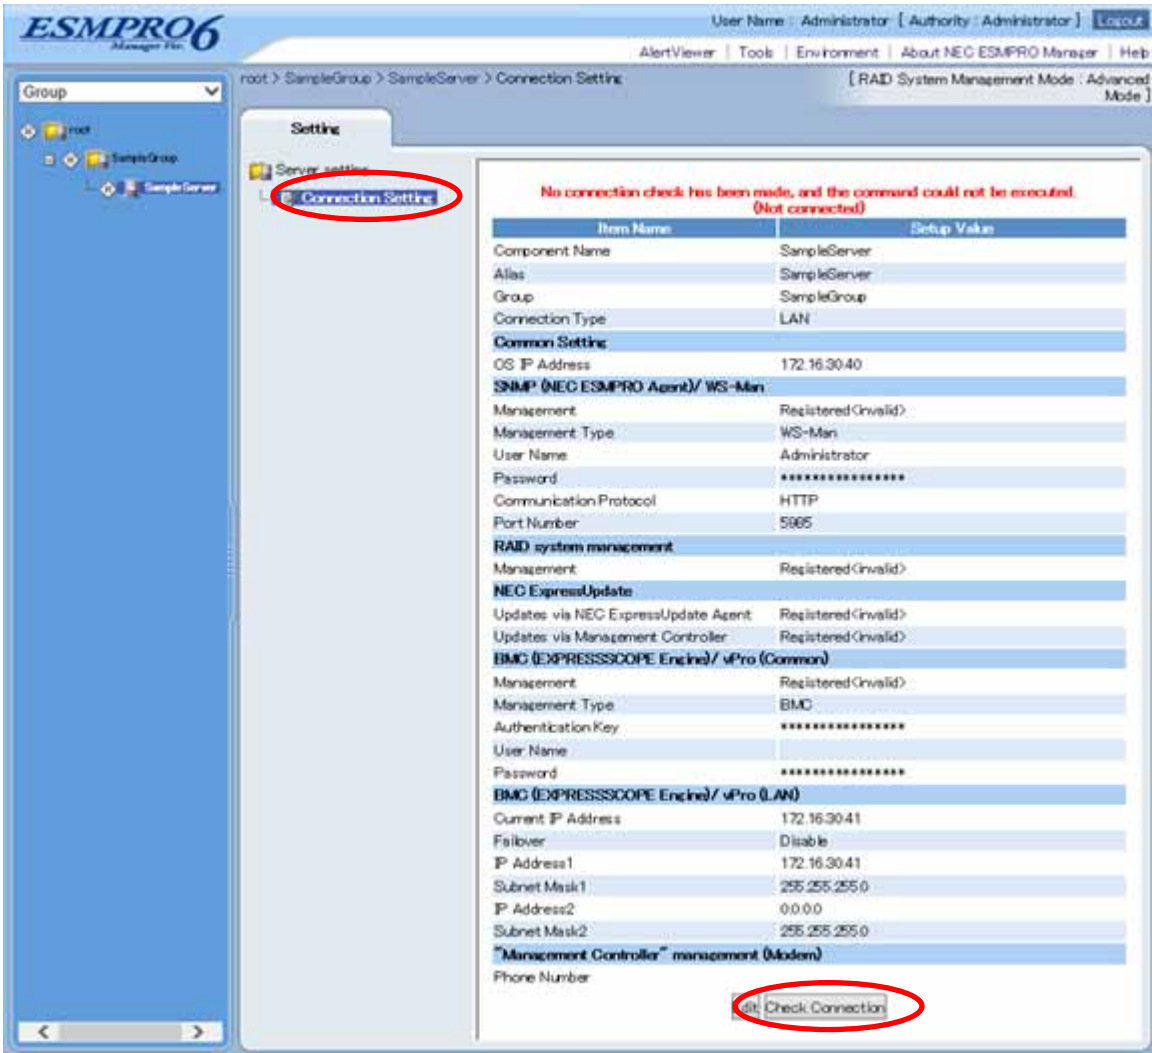 ESMPRO6
Manager Ver.
User Name : Administrator [ Authority : Administrator ] Logout
AlertViewer | Tools | Environment | About NEC ESMPRO Manager | Help
root > SampleGroup > SampleServer > Connection Setting
[ RAID System Management Mode : Advanced Mode ]
Group
root
SampleGroup
SampleServer
Setting
Server setting
Connection Setting
No connection check has been made, and the command could not be executed.
(Not connected)
Item Name Setup Value
Component Name SampleServer
Alias SampleServer
Group SampleGroup
Connection Type LAN
Common Setting
OS IP Address 172.16.30.40
SNMP (NEC ESMPRO Agent)/ WS-Man
Management Registered<invalid>
Management Type WS-Man
User Name Administrator
Password ****************
Communication Protocol HTTP
Port Number 5985
RAID system management
Management Registered<invalid>
NEC ExpressUpdate
Updates via NEC ExpressUpdate Agent Registered<invalid>
Updates via Management Controller Registered<invalid>
BMC (EXPRESSSCOPE Engine)/ vPro (Common)
Management Registered<invalid>
Management Type BMC
Authentication Key ****************
User Name
Password ****************
BMC (EXPRESSSCOPE Engine)/ vPro (LAN)
Current IP Address 172.16.30.41
Failover Disable
IP Address1 172.16.30.41
Subnet Mask1 255.255.255.0
IP Address2 0.0.0.0
Subnet Mask2 255.255.255.0
"Management Controller" management (Modem)
Phone Number
Edit Check Connection